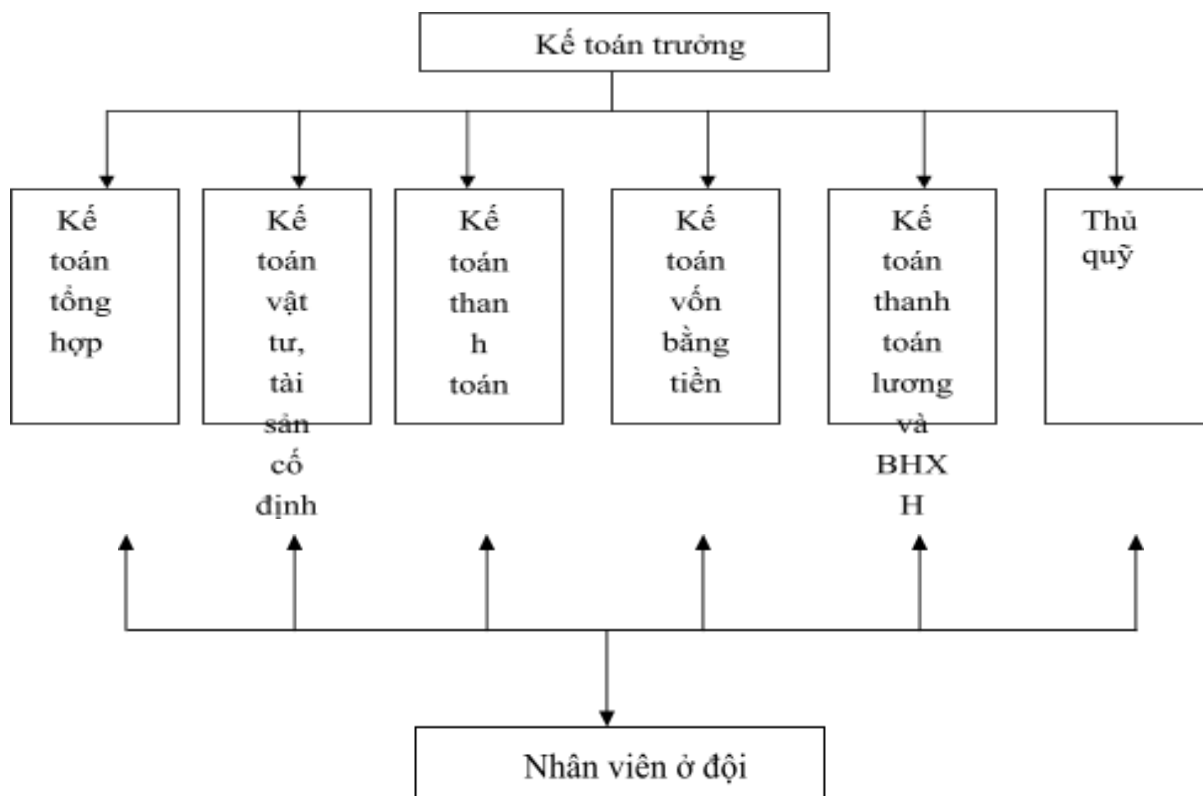 Kế toán trưởng
Kế
toán
tổng
hợp
Kế
toán
vật
tư,
tài
sản
cố
định
Kế
toán
than
h
toán
Kế
toán
vốn
bằng
tiền
Kế
toán
thanh
toán
lương
và
BHX
H
Thủ
quỹ
Nhân viên ở đội